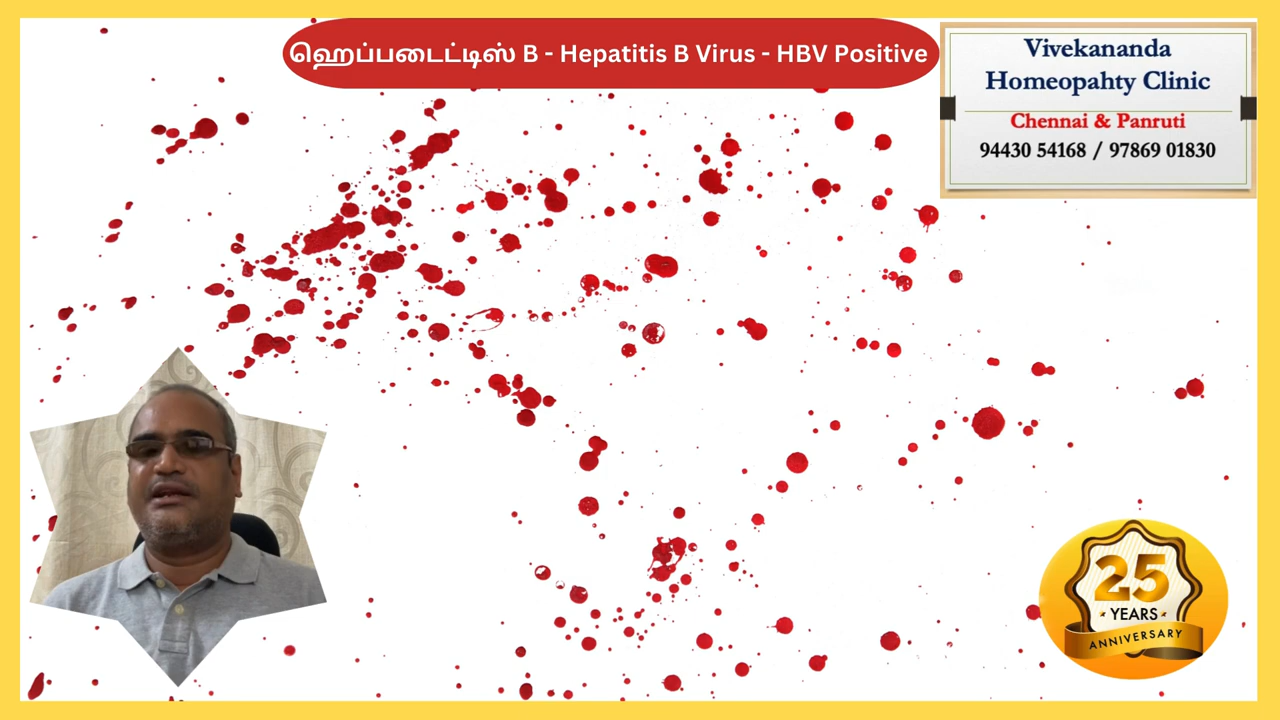 ஹெப்படைட்டிஸ் B - Hepatitis B Virus - HBV Positive
Vivekananda
Homeopahty Clinic
Chennai & Panruti
94430 54168 / 97869 01830
25
YEARS
ANNIVERSARY